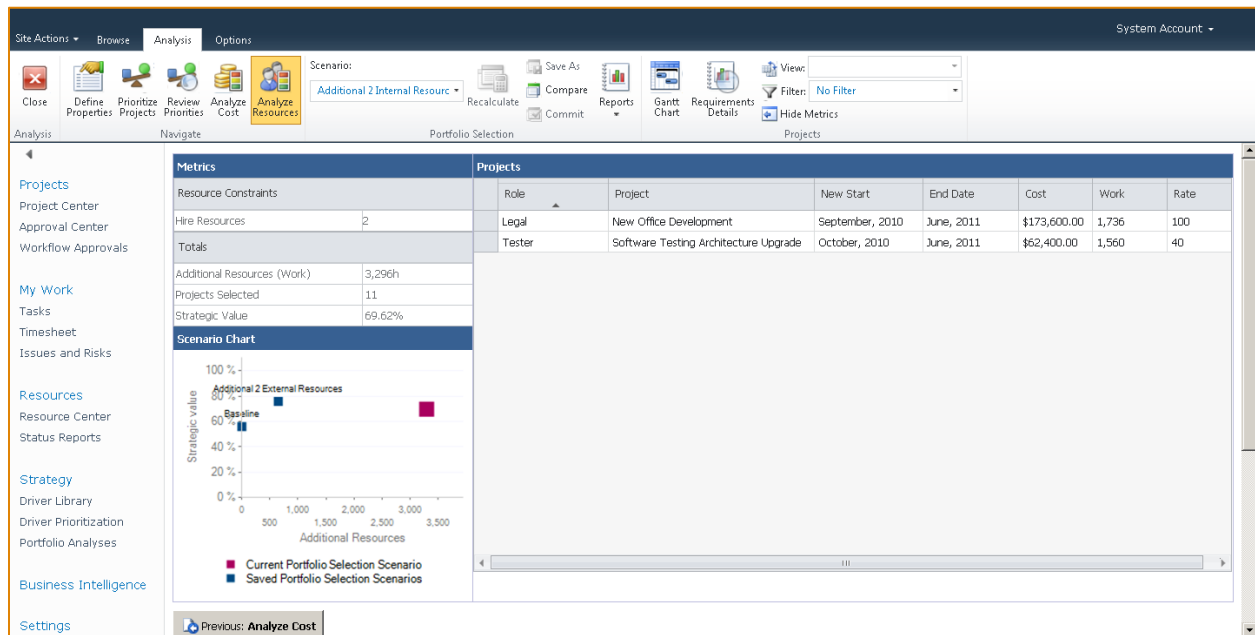 System Account
Site Actions Browse Analysis Options
Close
Define Properties
Prioritize Projects
Review Priorities
Analyze Cost
Analyze Resources
Scenario:
Additional 2 Internal Resourc
Recalculate
Save As
Compare
Commit
Reports
Gantt Chart
Requirements Details
View:
Filter: No Filter
Hide Metrics
Analysis Navigate Portfolio Selection Projects
Projects
Project Center
Approval Center
Workflow Approvals
My Work
Tasks
Timesheet
Issues and Risks
Resources
Resource Center
Status Reports
Strategy
Driver Library
Driver Prioritization
Portfolio Analyses
Business Intelligence
Settings
Metrics
Resource Constraints
Hire Resources 2
Totals
Additional Resources (Work) 3,296h
Projects Selected 11
Strategic Value 69.62%
Scenario Chart
100 %
80 %
60 %
40 %
20 %
0 %
Strategic value
Additional 2 External Resources
Baseline
0 1,000 2,000 3,000
500 1,500 2,500 3,500
Additional Resources
Current Portfolio Selection Scenario
Saved Portfolio Selection Scenarios
Projects
Role Project New Start End Date Cost Work Rate
Legal New Office Development September, 2010 June, 2011 $173,600.00 1,736 100
Tester Software Testing Architecture Upgrade October, 2010 June, 2011 $62,400.00 1,560 40
Previous: Analyze Cost